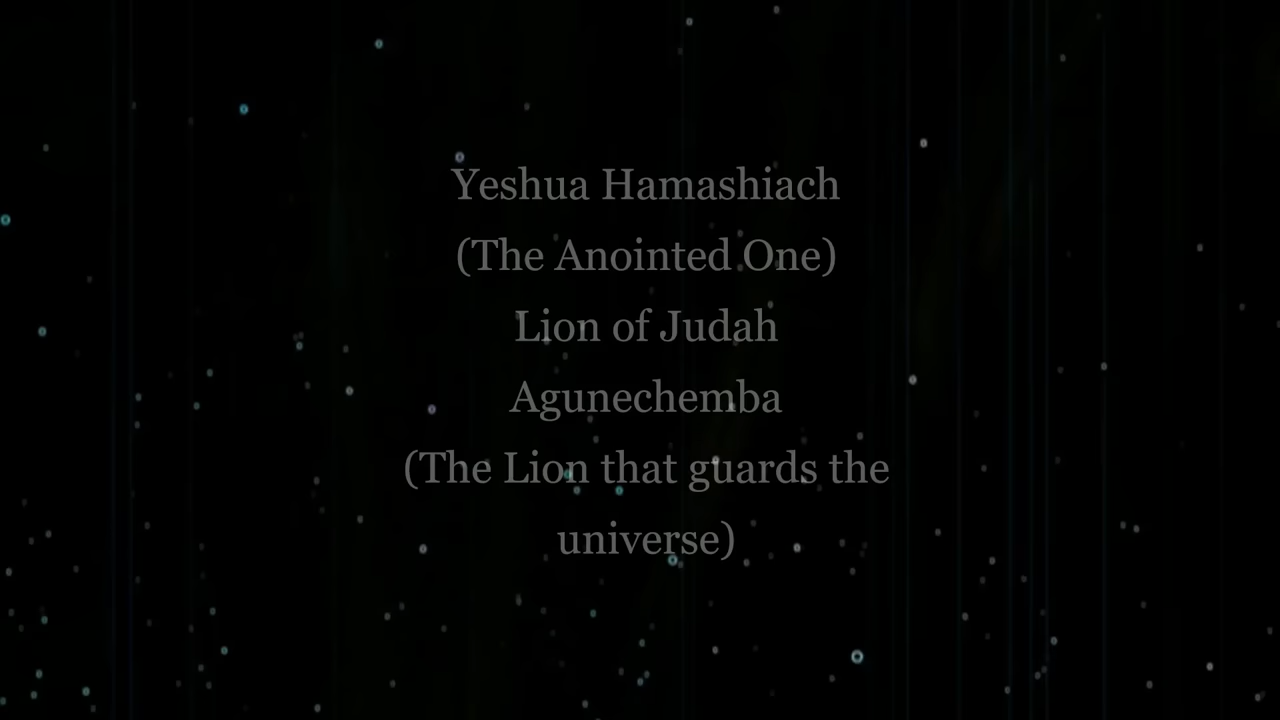 Yeshua Hamashiach
(The Anointed One)
Lion of Judah
Agunechemba
(The Lion that guards the
universe)